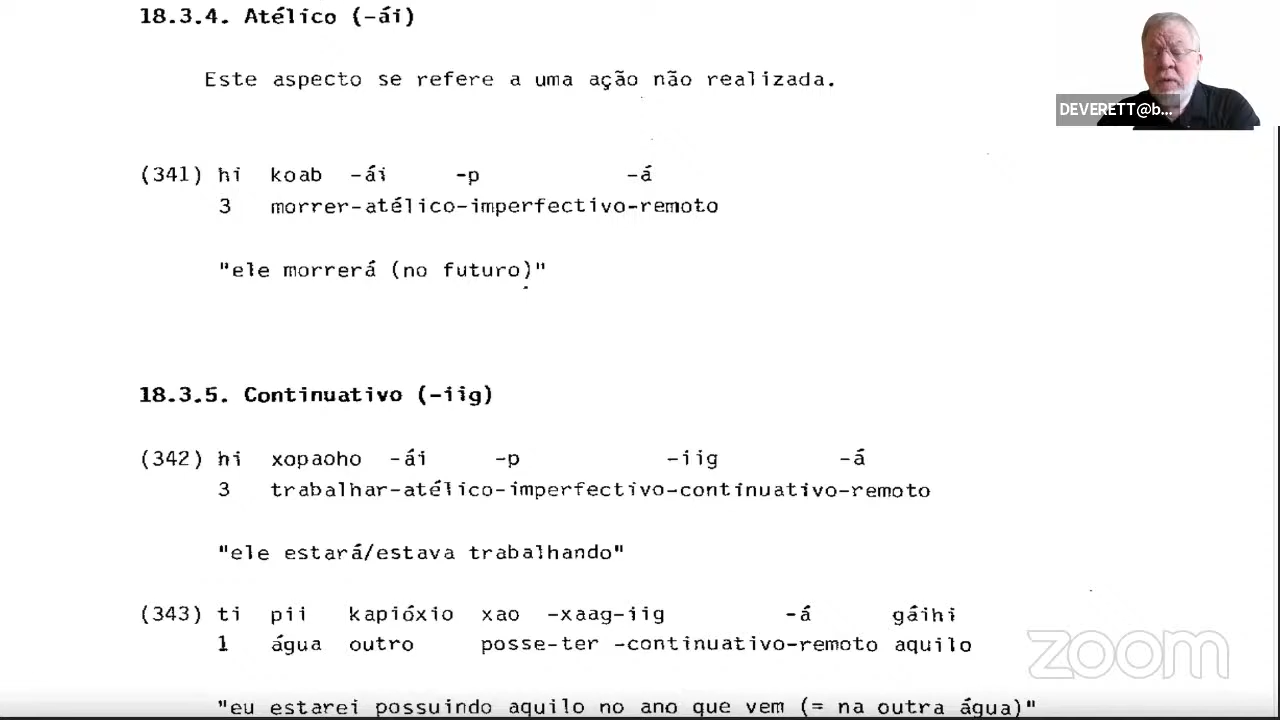 18.3.4. Atélico (-ái)
Este aspecto se refere a uma ação não realizada.
DEVERETT@b...
(341) hi koab -ái -p -á
3 morrer-atélico-imperfectivo-remoto
"ele morrerá (no futuro)"
18.3.5. Continuativo (-iig)
(342) hi xopaoho -ái -p -iig -á
3 trabalhar-atélico-imperfectivo-continuativo-remoto
"ele estará/estava trabalhando"
(343) ti pii kapióxio xao -xaag-iig -á gáihi
1 água outro posse-ter -continuativo-remoto aquilo
zoom
"eu estarei possuindo aquilo no ano que vem (= na outra água)"